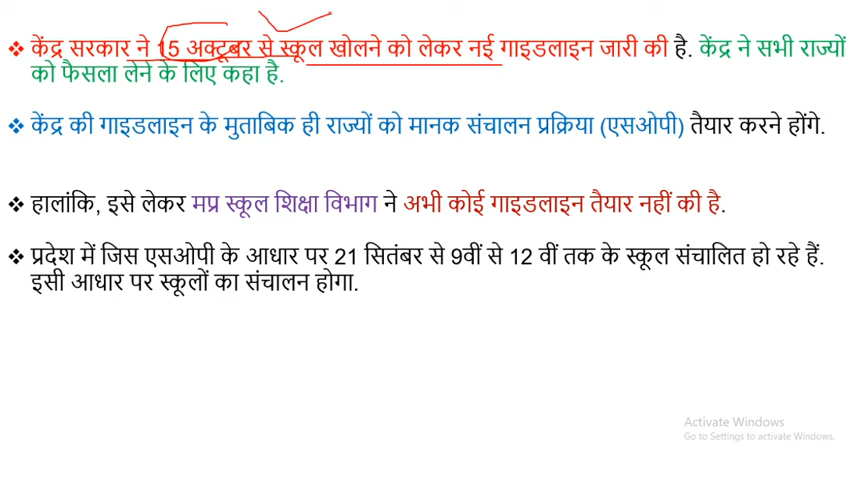 ❖ केंद्र सरकार ने 15 अक्टूबर से स्कूल खोलने को लेकर नई गाइडलाइन जारी की है. केंद्र ने सभी राज्यों
को फैसला लेने के लिए कहा है.
❖ केंद्र की गाइडलाइन के मुताबिक ही राज्यों को मानक संचालन प्रक्रिया (एसओपी) तैयार करने होंगे.
❖ हालांकि, इसे लेकर मप्र स्कूल शिक्षा विभाग ने अभी कोई गाइडलाइन तैयार नहीं की है.
❖ प्रदेश में जिस एसओपी के आधार पर 21 सितंबर से 9वीं से 12 वीं तक के स्कूल संचालित हो रहे हैं.
इसी आधार पर स्कूलों का संचालन होगा.
Activate Windows
Go to Settings to activate Windows.